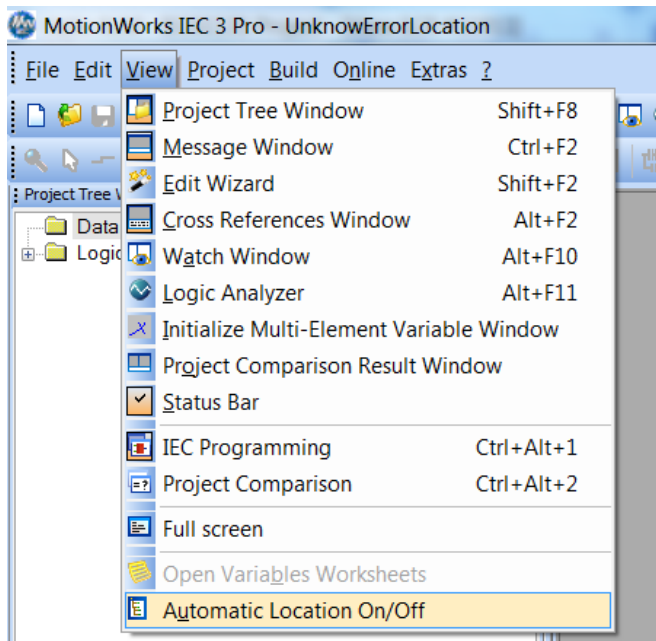 MotionWorks IEC 3 Pro - UnknowErrorLocation
File Edit View Project Build Online Extras ?
Project Tree Window Shift+F8
Message Window Ctrl+F2
Edit Wizard Shift+F2
Project Tree
Cross References Window Alt+F2
Data
Watch Window Alt+F10
Logic
Logic Analyzer Alt+F11
Initialize Multi-Element Variable Window
Project Comparison Result Window
Status Bar
IEC Programming Ctrl+Alt+1
Project Comparison Ctrl+Alt+2
Full screen
Open Variables Worksheets
Automatic Location On/Off